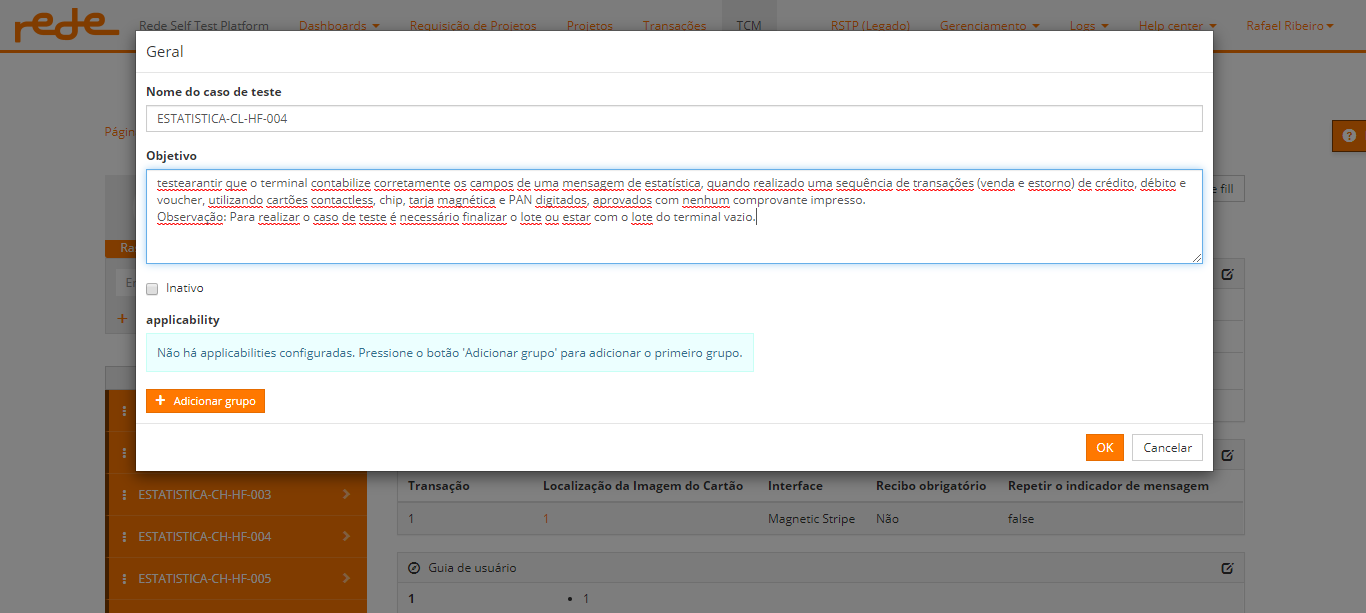 rede
Rede Self Test Platform
Dashboards
Requisição de Projetos
Projetos
Transações
TCM
RSTP (Legado)
Gerenciamento
Logs
Help center
Rafael Ribeiro
Geral
Nome do caso de teste
ESTATISTICA-CL-HF-004
Págin
Objetivo
testearantir que o terminal contabilize corretamente os campos de uma mensagem de estatística, quando realizado uma sequência de transações (venda e estorno) de crédito, débito e
voucher, utilizando cartões contactless, chip, tarja magnética e PAN digitados, aprovados com nenhum comprovante impresso.
Observação: Para realizar o caso de teste é necessário finalizar o lote ou estar com o lote do terminal vazio.
e fill
Ra
En
Inativo
applicability
Não há applicabilities configuradas. Pressione o botão 'Adicionar grupo' para adicionar o primeiro grupo.
+ Adicionar grupo
OK
Cancelar
Transação
Localização da Imagem do Cartão
Interface
Recibo obrigatório
Repetir o indicador de mensagem
1
1
Magnetic Stripe
Não
false
ESTATISTICA-CH-HF-003
ESTATISTICA-CH-HF-004
ESTATISTICA-CH-HF-005
Guia de usuário
1
• 1